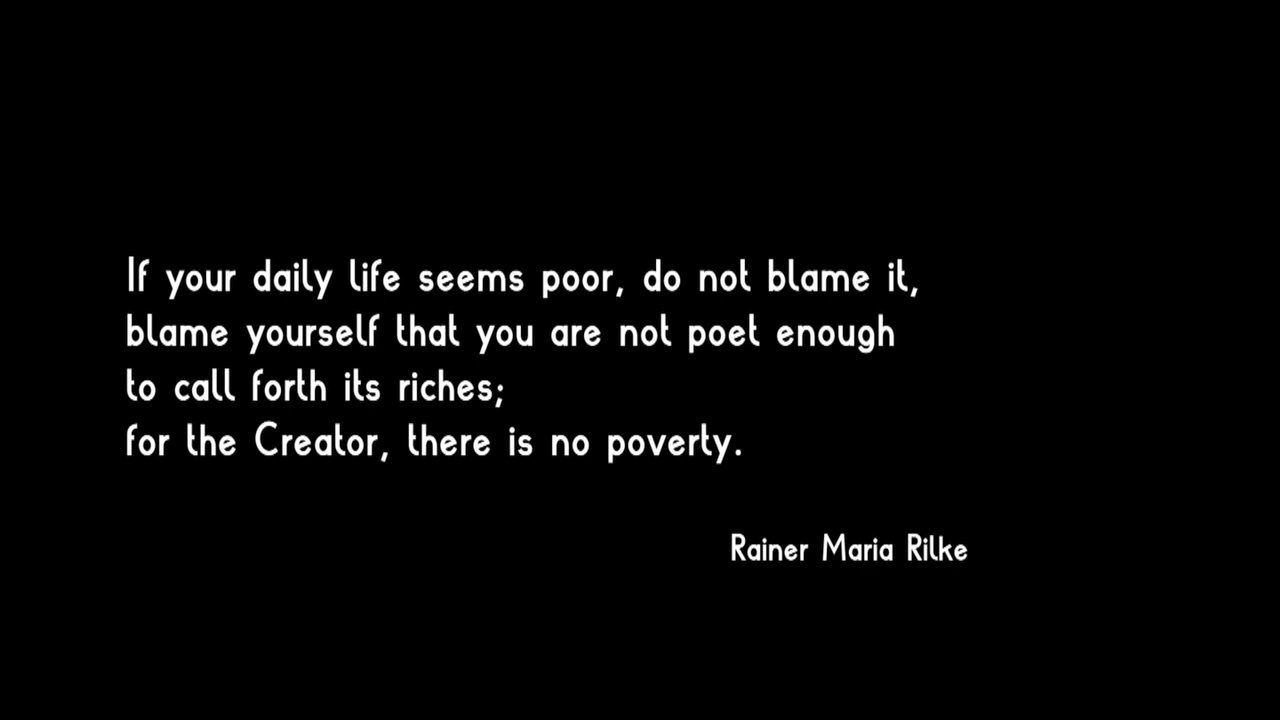 If your daily life seems poor, do not blame it,
blame yourself that you are not poet enough
to call forth its riches;
for the Creator, there is no poverty.
Rainer Maria Rilke